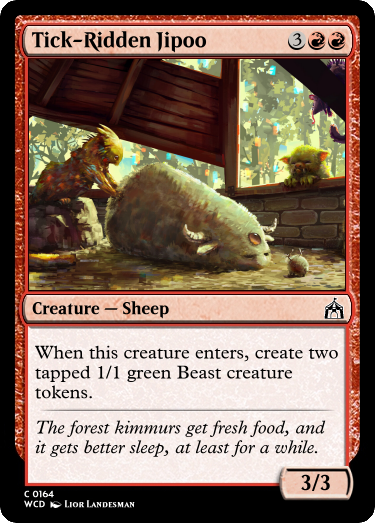 Tick-Ridden Jipoo 3
Creature — Sheep
When this creature enters, create two
tapped 1/1 green Beast creature
tokens.
The forest kimmurs get fresh food, and
it gets better sleep, at least for a while.
3/3
C 0164
WCD Lior Landesman